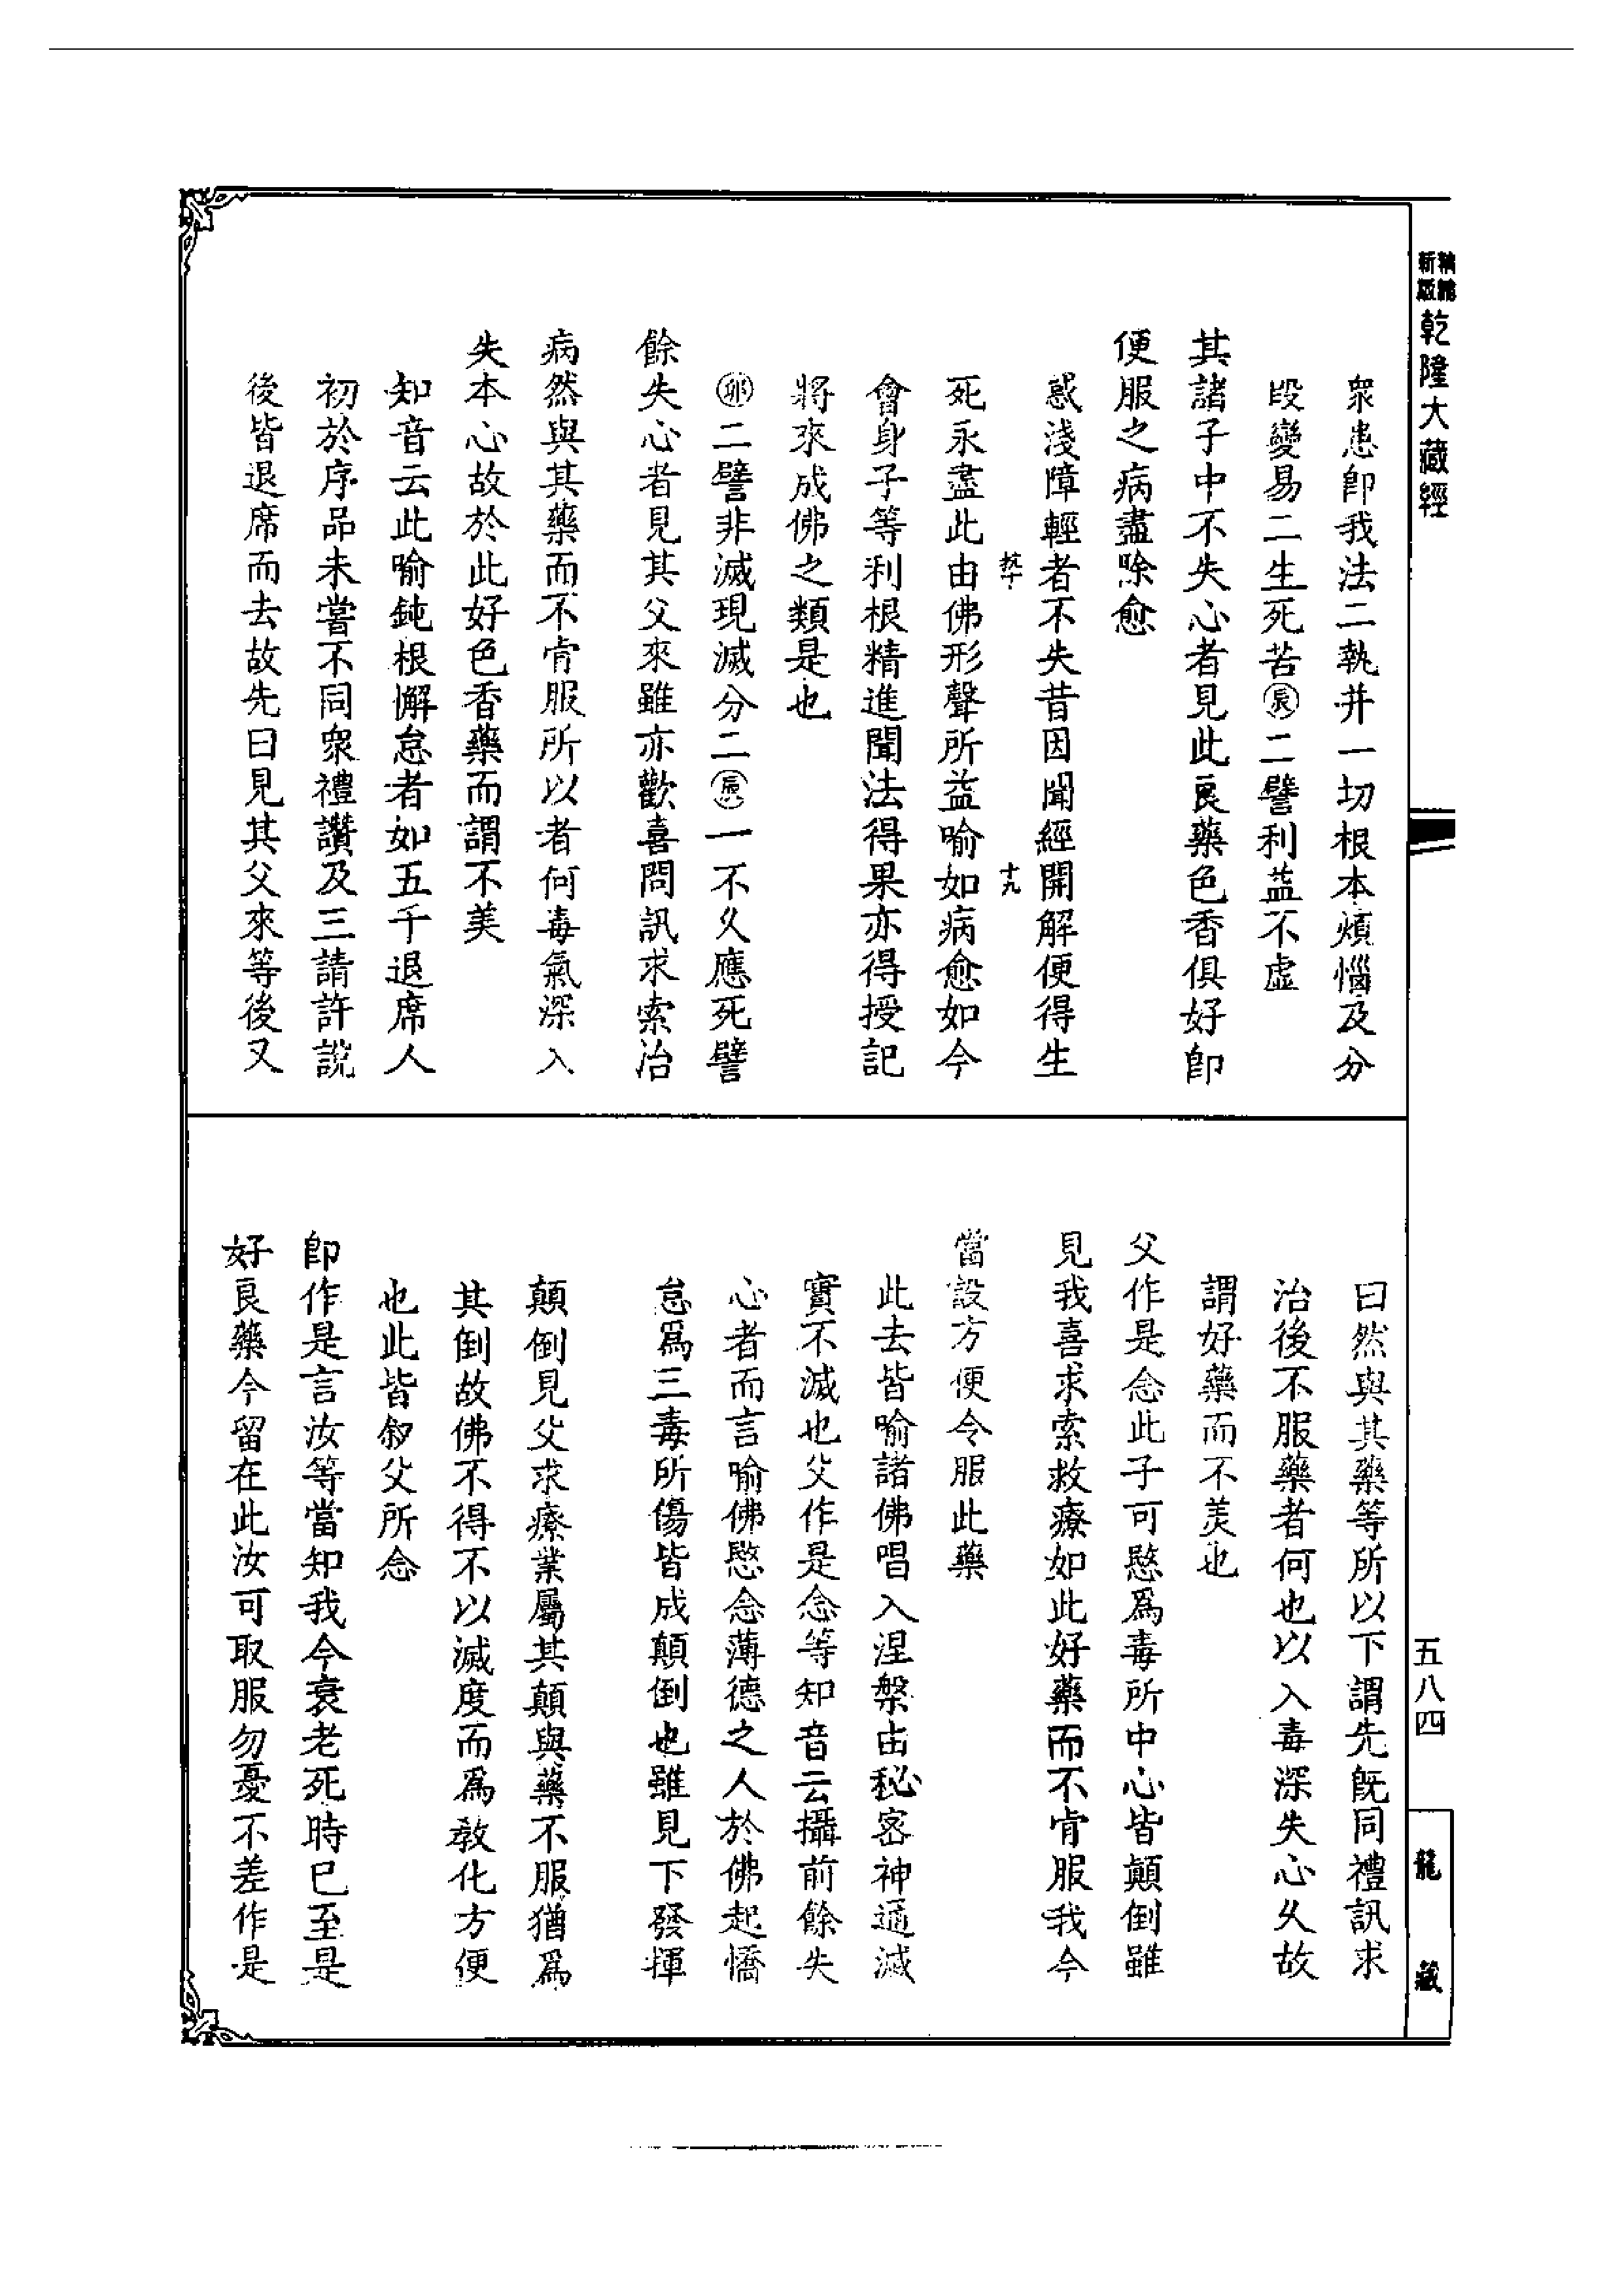 新版
精縮
乾隆大藏經
五八四
龍藏
衆患卽我法二執并一切根本煩惱及分
段變易二生死苦㊀辰二譬利益不虛
其諸子中不失心者見此良藥色香俱好卽
便服之病盡除愈
惑淺障輕者不失昔因聞經開解便得生
十九
死永盡此由佛形聲所益喻如病愈如今
會身子等利根精進聞法得果亦得授記
將來成佛之類是也
卯二譬非滅現滅分二辰一不久應死譬
餘失心者見其父來雖亦歡喜問訊求索治
病然與其藥而不肯服所以者何毒氣深入
失本心故於此好色香藥而謂不美
知音云此喻鈍根懈怠者如五千退席人
初於序品未嘗不同衆禮讚及三請許說
後皆退席而去故先曰見其父來等後又
曰然與其藥等所以下謂先旣同禮訊求
治後不服藥者何也以入毒深失心久故
謂好藥而不美也
父作是念此子可愍爲毒所中心皆顛倒雖
見我喜求索救療如此好藥而不肯服我今
當設方便令服此藥
此去皆喻諸佛唱入涅槃由秘密神通滅
實不滅也父作是念等知音云攝前餘失
心者而言喻佛愍念薄德之人於佛起憍
怠爲三毒所傷皆成顛倒也雖見下發揮
顛倒見父求療業屬其顛與藥不服猶爲
其倒故佛不得不以滅度而爲教化方便
也此皆敘父所念
卽作是言汝等當知我今衰老死時已至是
好良藥今留在此汝可取服勿憂不差作是